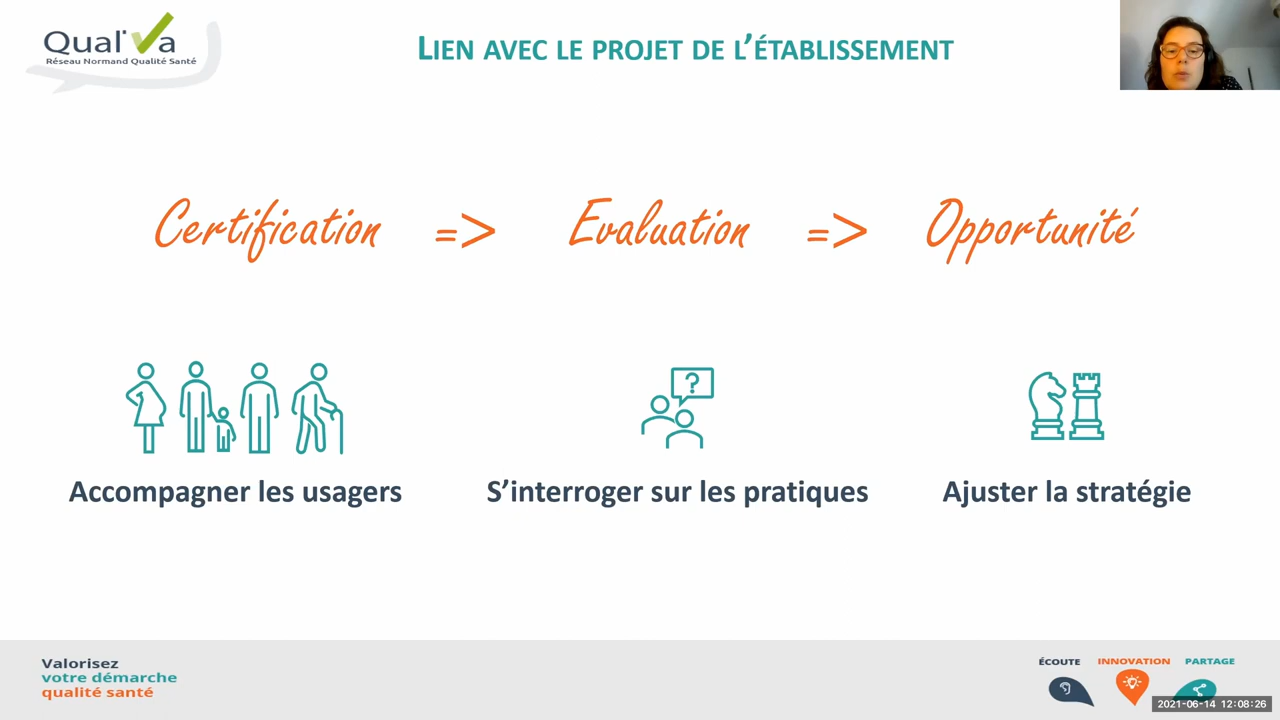 Qual'Va
Réseau Normand Qualité Santé
LIEN AVEC LE PROJET DE L'ÉTABLISSEMENT
Certification => Evaluation => Opportunité
?
Accompagner les usagers
S'interroger sur les pratiques
Ajuster la stratégie
Valorisez
votre démarche
qualité santé
ÉCOUTE
INNOVATION
PARTAGE
2021-06-14 12:08:26